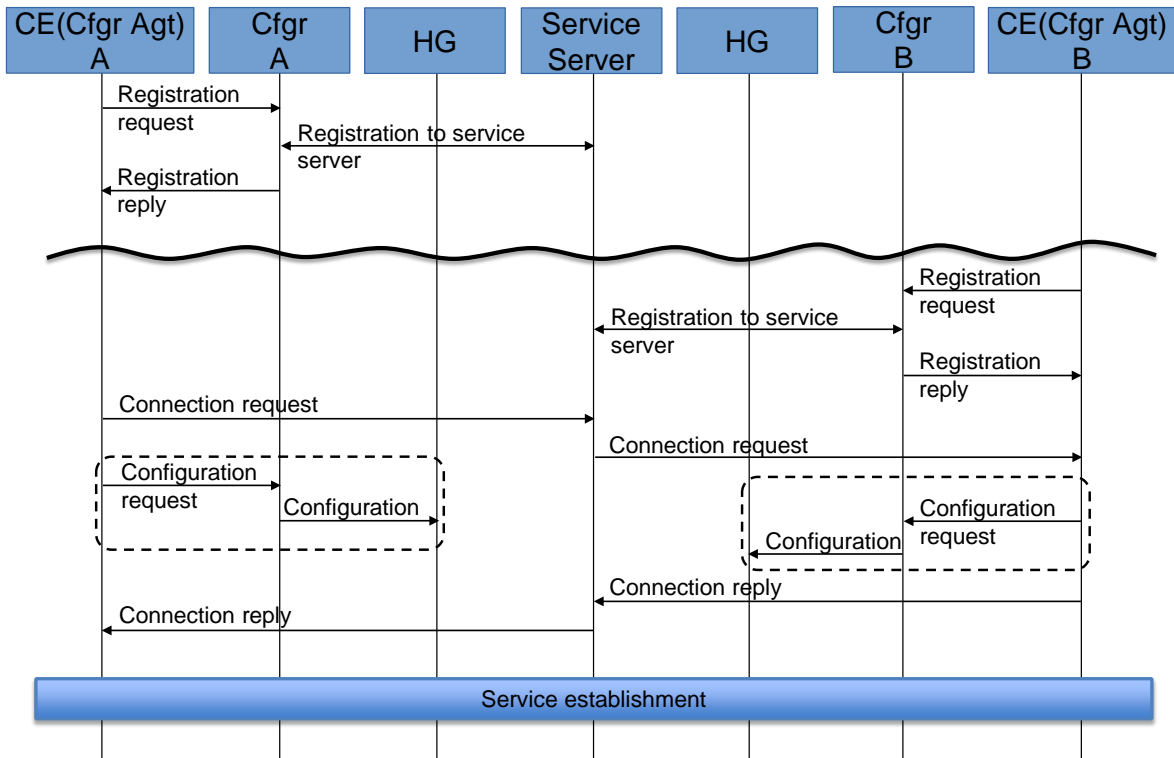 CE(Cfgr Agt)
A
Cfgr
A
HG
Service
Server
HG
Cfgr
B
CE(Cfgr Agt)
B
Registration
request
Registration to service
server
Registration
reply
Registration
request
Registration to service
server
Registration
reply
Connection request
Connection request
Configuration
request
Configuration
Configuration
request
Configuration
Connection reply
Connection reply
Service establishment